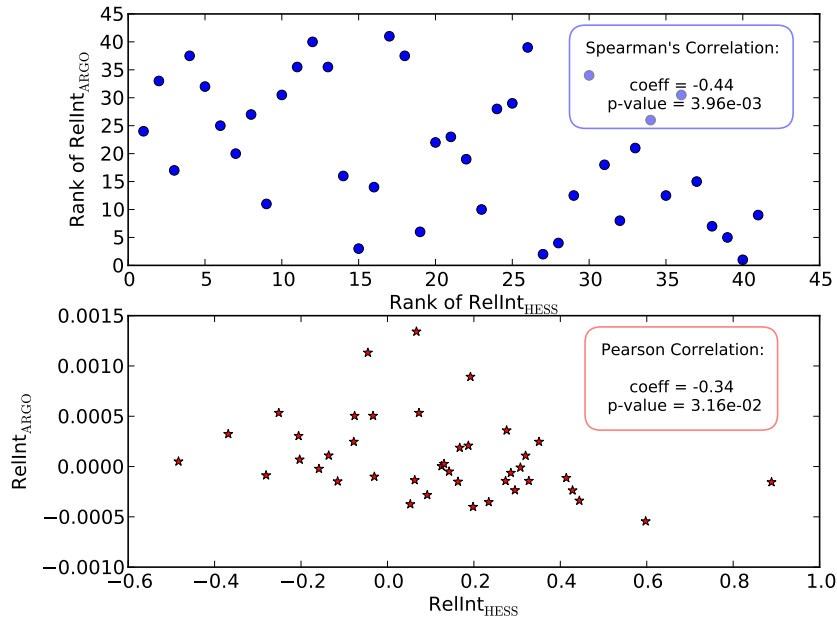 45
40
35
30
25
20
15
10
5
0
Rank of RelInt_ARGO
Spearman's Correlation:
coeff = -0.44
p-value = 3.96e-03
0 5 10 15 20 25 30 35 40 45
Rank of RelInt_HESS
0.0015
0.0010
0.0005
0.0000
−0.0005
−0.0010
RelInt_ARGO
Pearson Correlation:
coeff = -0.34
p-value = 3.16e-02
−0.6 −0.4 −0.2 0.0 0.2 0.4 0.6 0.8 1.0
RelInt_HESS